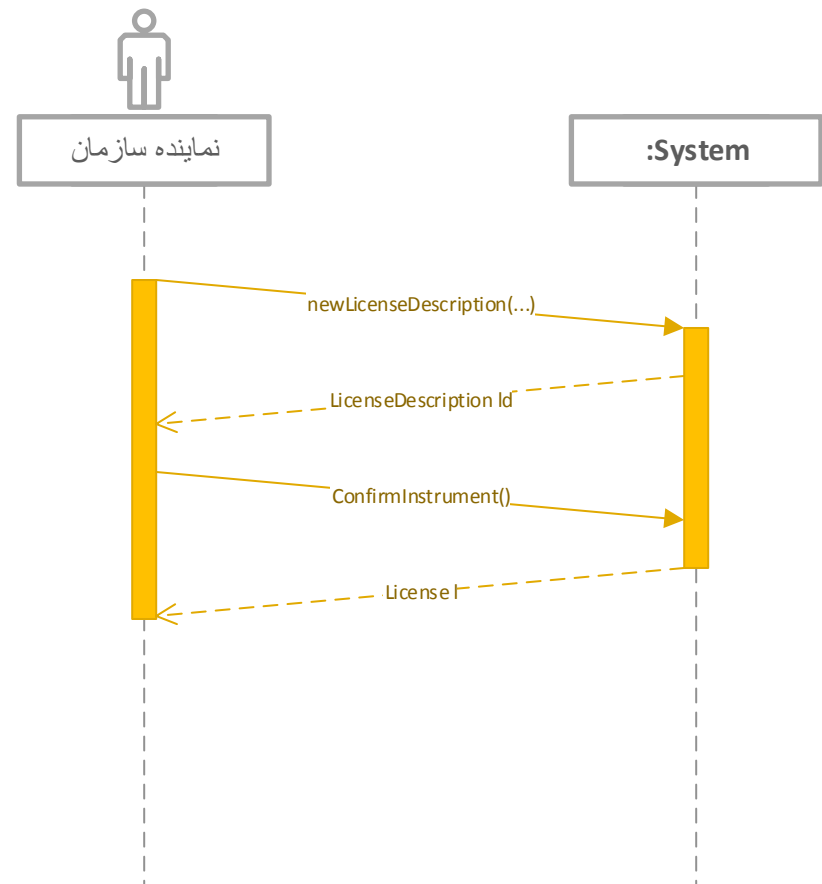 نماینده سازمان
:System
newLicenseDescription(...)
LicenseDescription ld
ConfirmInstrument()
License l